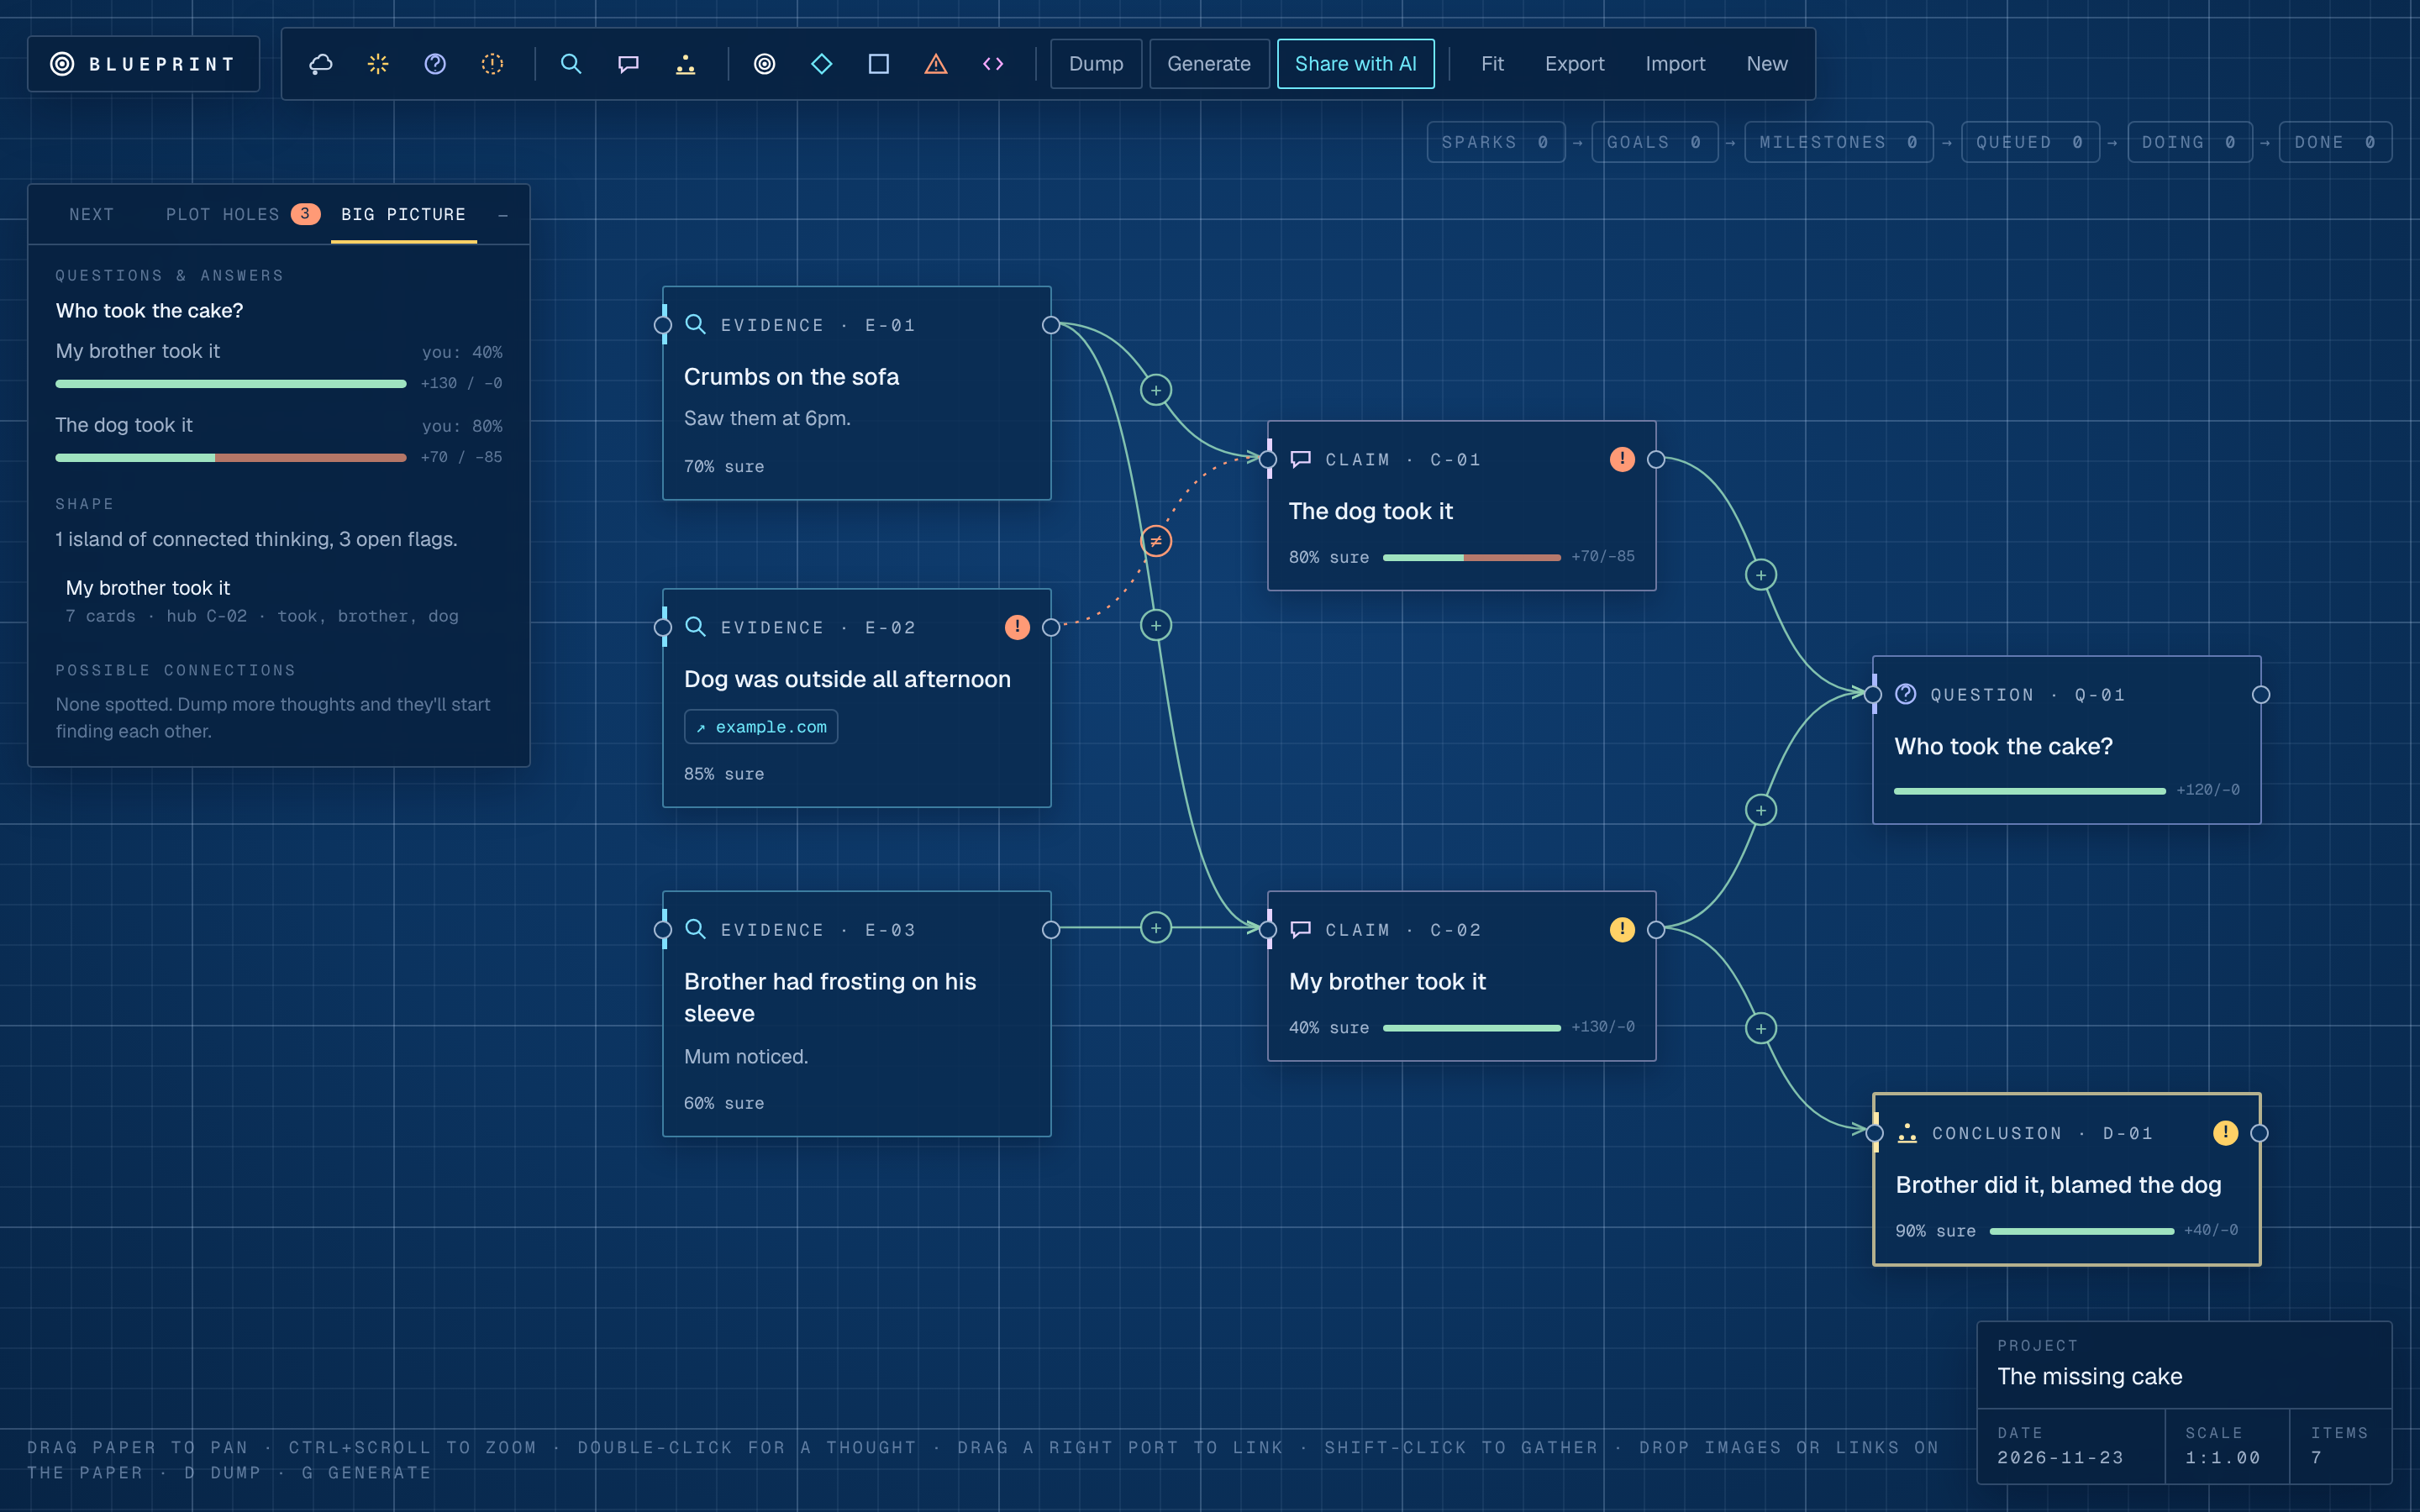 BLUEPRINT
Dump
Generate
Share with AI
Fit
Export
Import
New
SPARKS 0 → GOALS 0 → MILESTONES 0 → QUEUED 0 → DOING 0 → DONE 0
NEXT
PLOT HOLES 3
BIG PICTURE
–
QUESTIONS & ANSWERS
Who took the cake?
My brother took it
you: 40%
+130 / −0
The dog took it
you: 80%
+70 / −85
SHAPE
1 island of connected thinking, 3 open flags.
My brother took it
7 cards · hub C-02 · took, brother, dog
POSSIBLE CONNECTIONS
None spotted. Dump more thoughts and they'll start
finding each other.
EVIDENCE · E-01
Crumbs on the sofa
Saw them at 6pm.
70% sure
+
≠
+
EVIDENCE · E-02
!
Dog was outside all afternoon
↗ example.com
85% sure
EVIDENCE · E-03
Brother had frosting on his
sleeve
Mum noticed.
60% sure
+
CLAIM · C-01
!
The dog took it
80% sure
+70/−85
CLAIM · C-02
!
My brother took it
40% sure
+130/−0
+
+
+
QUESTION · Q-01
Who took the cake?
+120/−0
CONCLUSION · D-01
!
Brother did it, blamed the dog
90% sure
+40/−0
PROJECT
The missing cake
DATE
2026-11-23
SCALE
1:1.00
ITEMS
7
DRAG PAPER TO PAN · CTRL+SCROLL TO ZOOM · DOUBLE-CLICK FOR A THOUGHT · DRAG A RIGHT PORT TO LINK · SHIFT-CLICK TO GATHER · DROP IMAGES OR LINKS ON
THE PAPER · D DUMP · G GENERATE